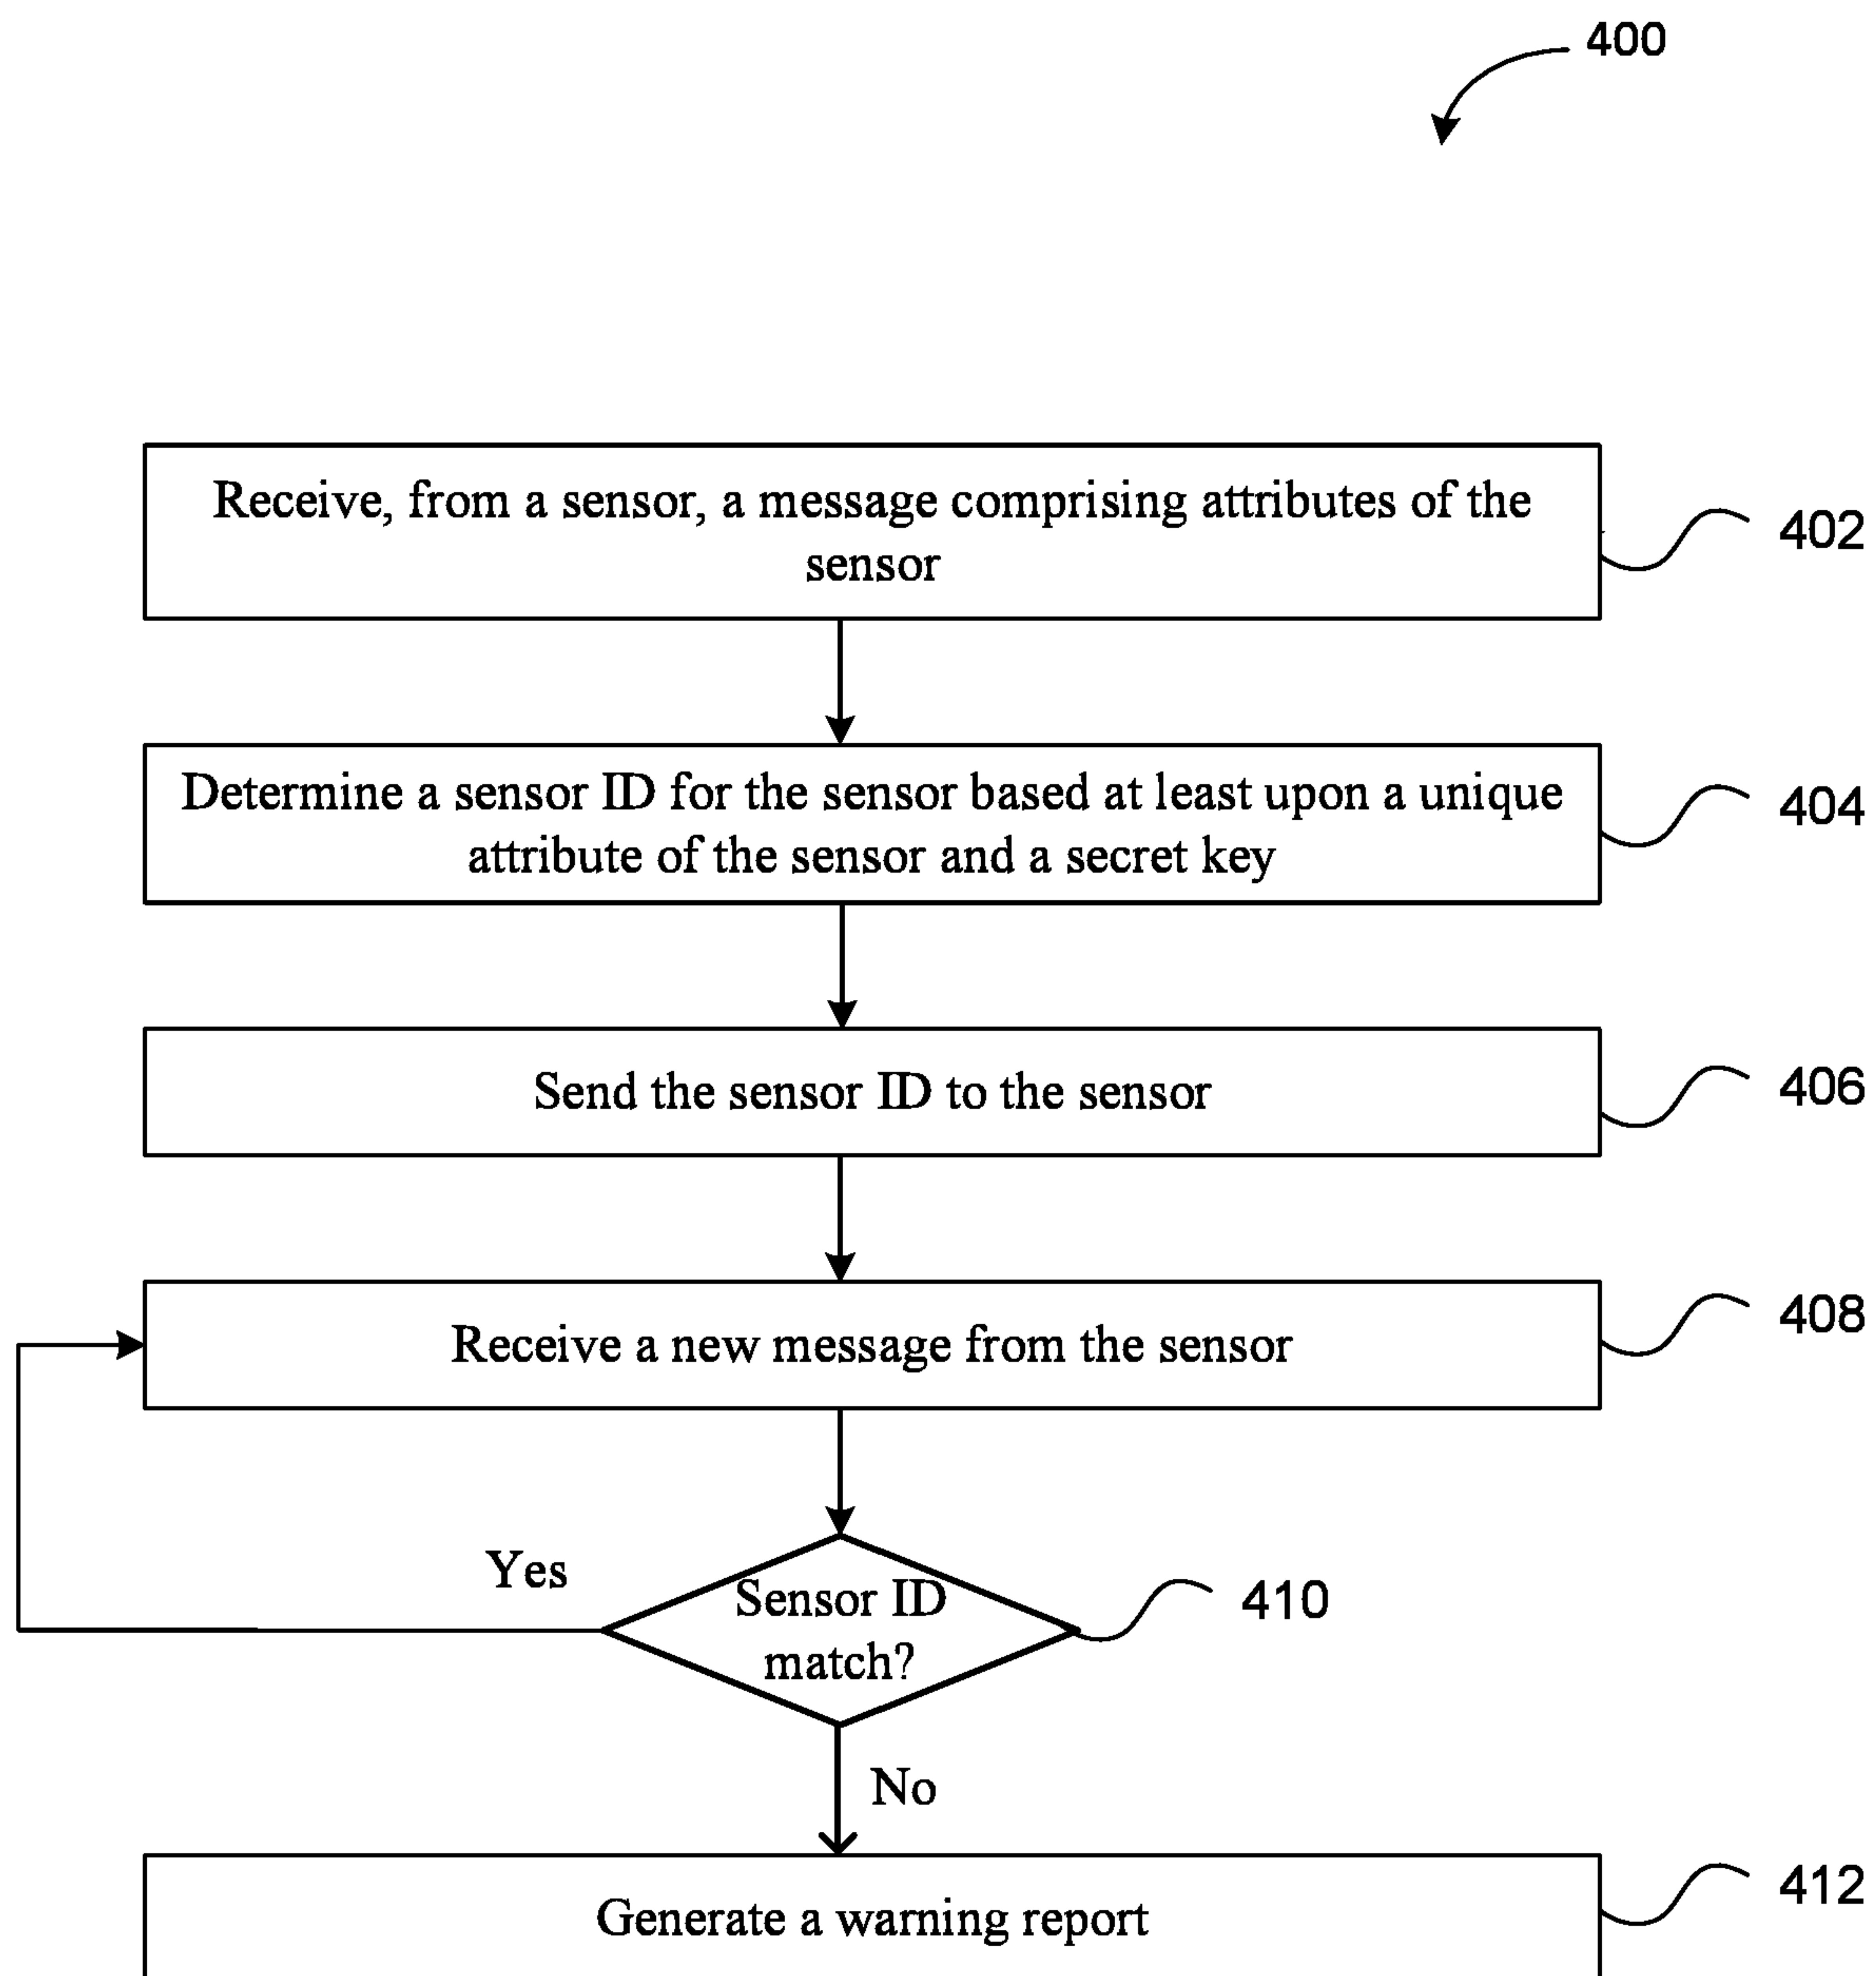 400
Receive, from a sensor, a message comprising attributes of the
sensor
402
Determine a sensor ID for the sensor based at least upon a unique
attribute of the sensor and a secret key
404
Send the sensor ID to the sensor
406
Receive a new message from the sensor
408
Yes
Sensor ID
match?
410
No
Generate a warning report
412